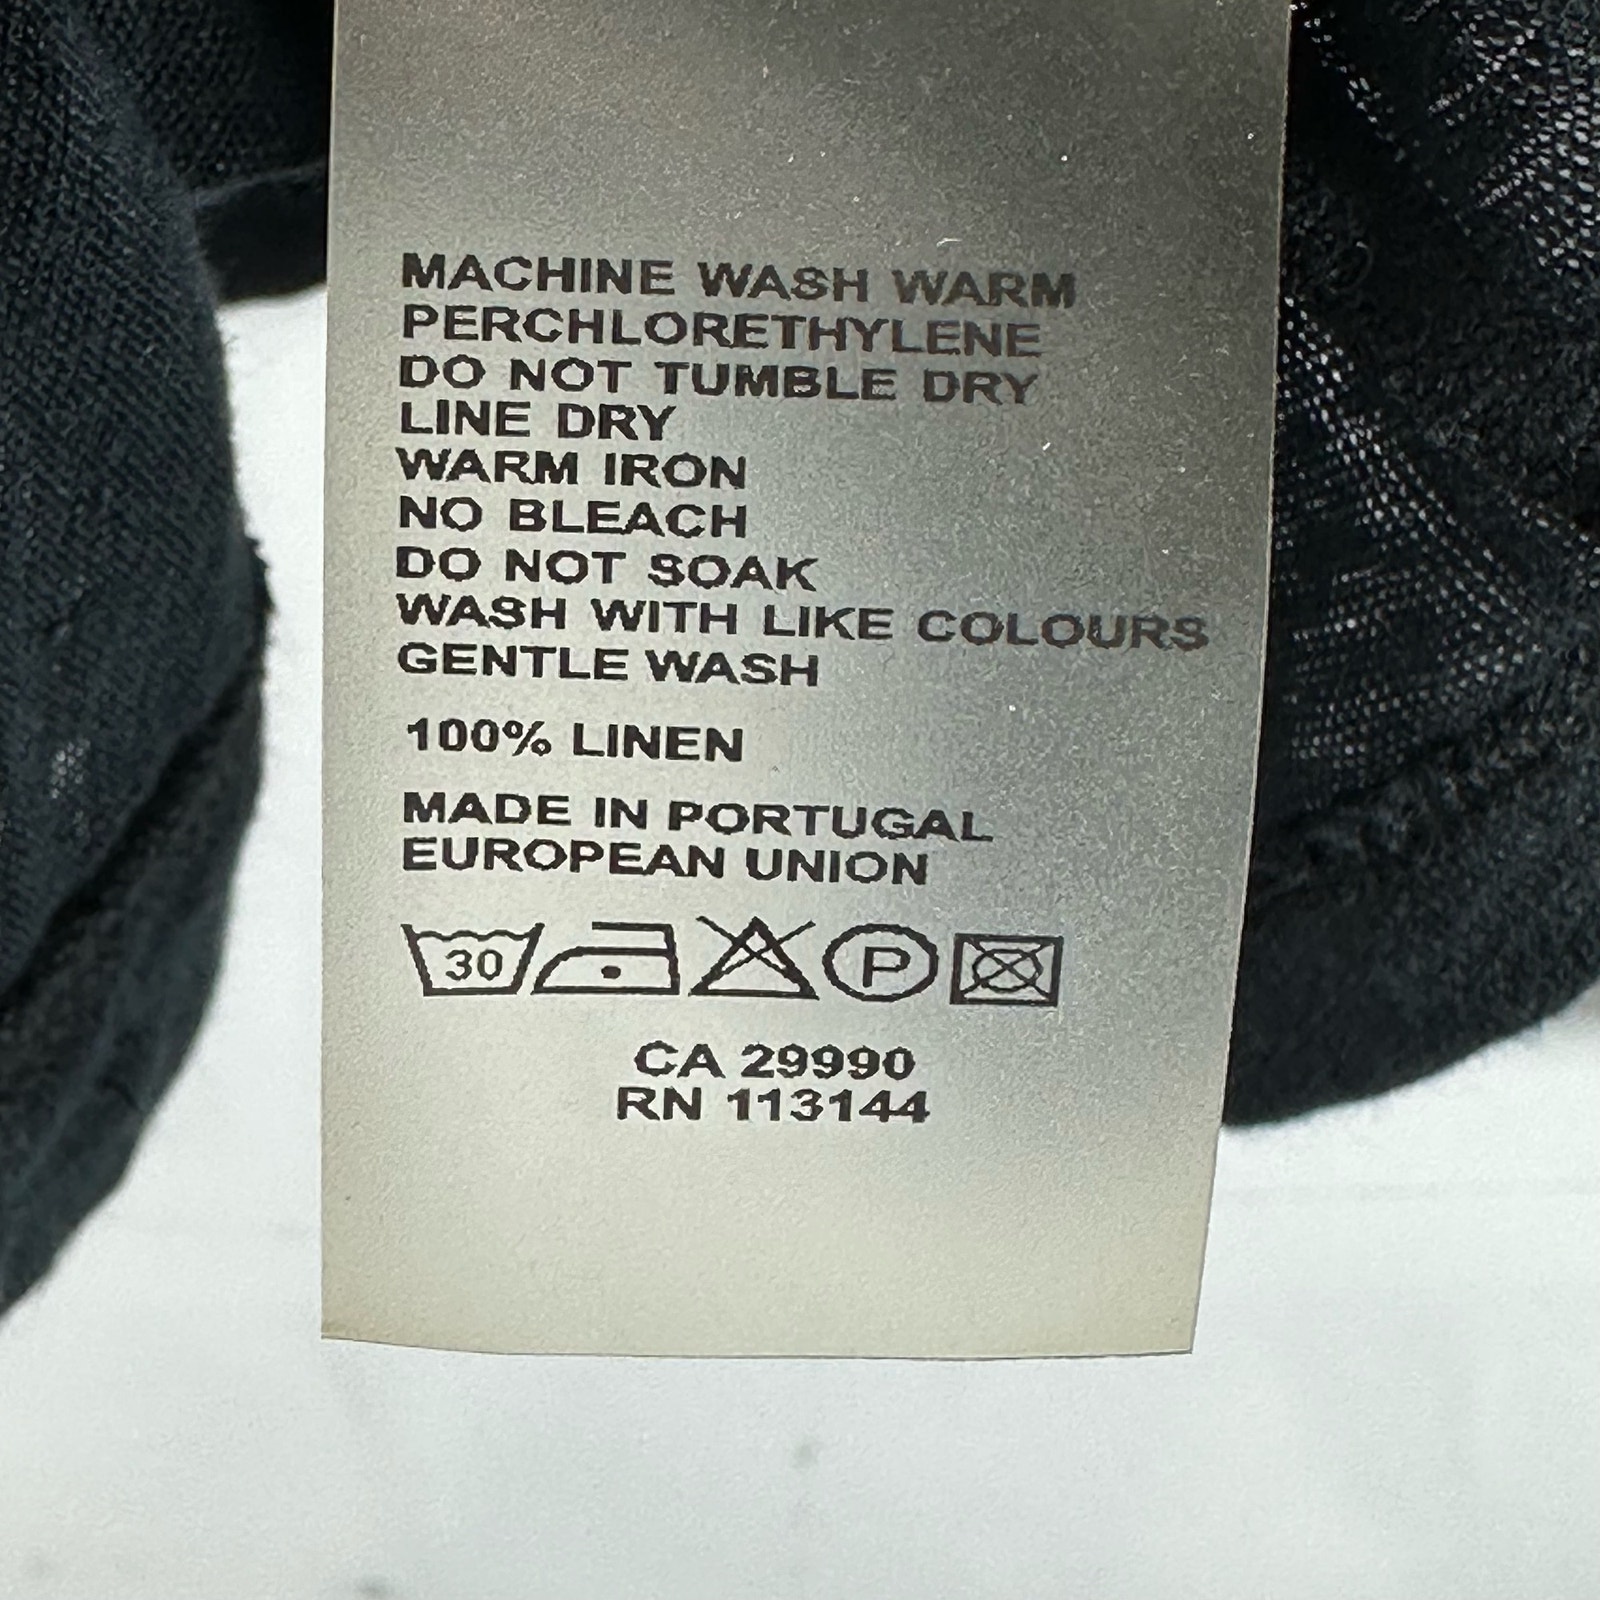 MACHINE WASH WARM
PERCHLORETHYLENE
DO NOT TUMBLE DRY
LINE DRY
WARM IRON
NO BLEACH
DO NOT SOAK
WASH WITH LIKE COLOURS
GENTLE WASH
100% LINEN
MADE IN PORTUGAL
EUROPEAN UNION
30 P
CA 29990
RN 113144